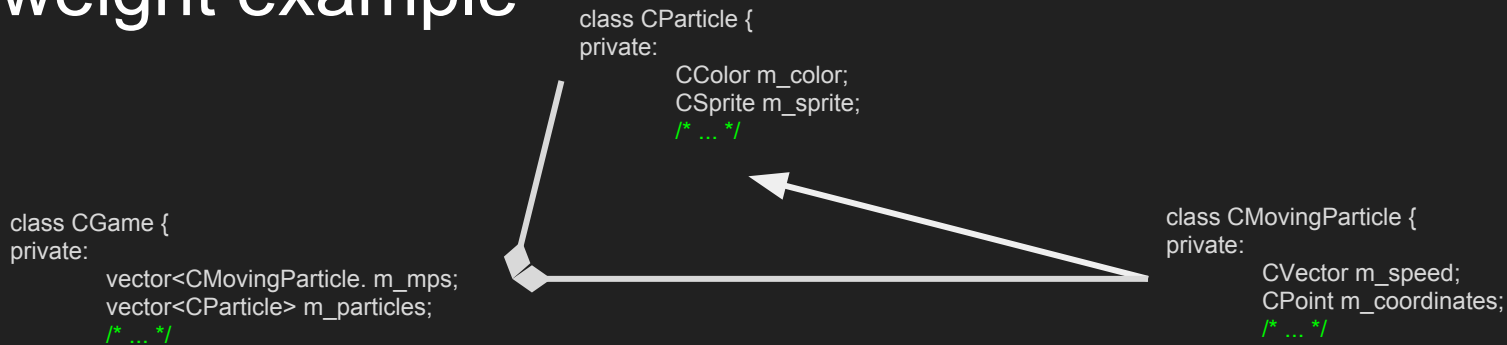 weight example
class CParticle {
private:
CColor m_color;
CSprite m_sprite;
/* ... */
class CGame {
private:
vector<CMovingParticle. m_mps;
vector<CParticle> m_particles;
/* ... */
class CMovingParticle {
private:
CVector m_speed;
CPoint m_coordinates;
/* ... */